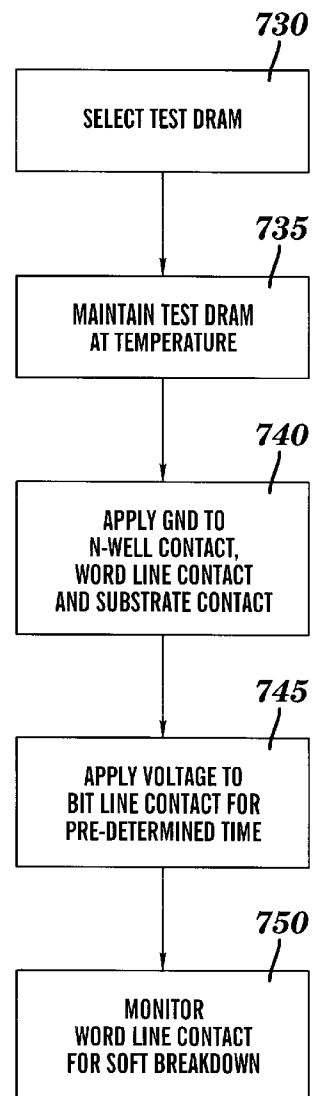 730
SELECT TEST DRAM
735
MAINTAIN TEST DRAM
AT TEMPERATURE
740
APPLY GND TO
N-WELL CONTACT,
WORD LINE CONTACT
AND SUBSTRATE CONTACT
745
APPLY VOLTAGE TO
BIT LINE CONTACT FOR
PRE-DETERMINED TIME
750
MONITOR
WORD LINE CONTACT
FOR SOFT BREAKDOWN